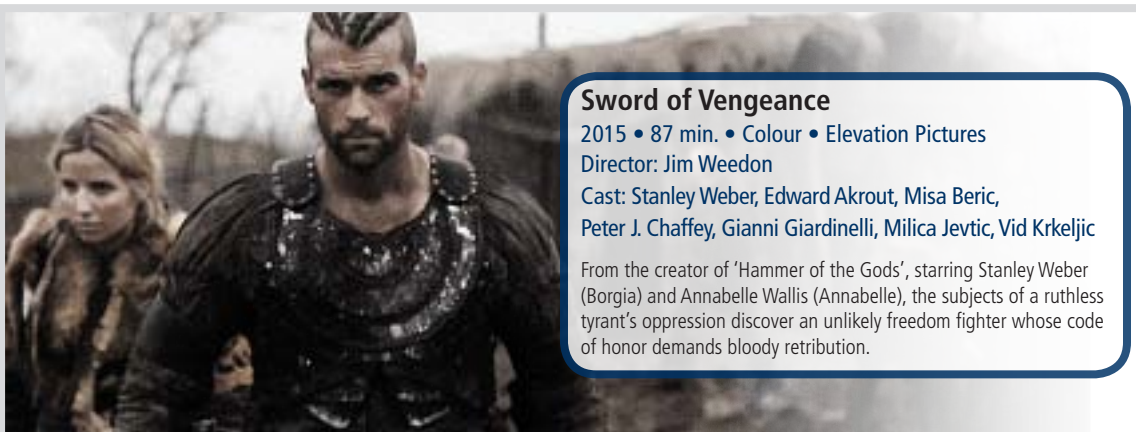 Sword of Vengeance
2015 • 87 min. • Colour • Elevation Pictures
Director: Jim Weedon
Cast: Stanley Weber, Edward Akrout, Misa Beric,
Peter J. Chaffey, Gianni Giardinelli, Milica Jevtic, Vid Krkeljic
From the creator of ‘Hammer of the Gods’, starring Stanley Weber
(Borgia) and Annabelle Wallis (Annabelle), the subjects of a ruthless
tyrant’s oppression discover an unlikely freedom fighter whose code
of honor demands bloody retribution.